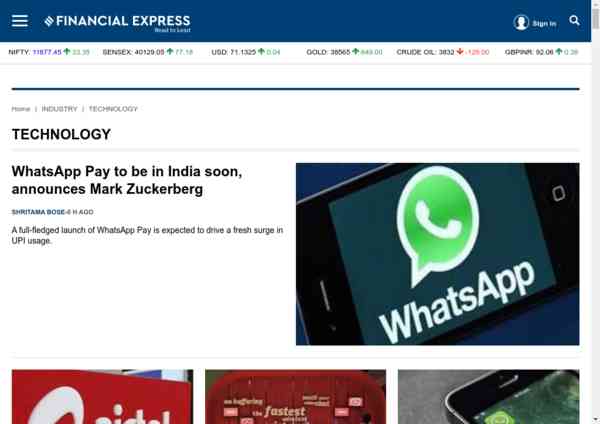 FINANCIAL EXPRESS
Read to Lead
Sign in
NIFTY: 11877.45 33.35 SENSEX: 40129.05 77.18 USD: 71.1325 0.04 GOLD: 38565 449.00 CRUDE OIL: 3832 -129.00 GBPINR: 92.06 0.38
Home | INDUSTRY | TECHNOLOGY
TECHNOLOGY
WhatsApp Pay to be in India soon,
announces Mark Zuckerberg
SHRITAMA BOSE-6 H AGO
A full-fledged launch of WhatsApp Pay is expected to drive a fresh surge in
UPI usage.
WhatsApp
airtel
no buffering
the fastest
wireless